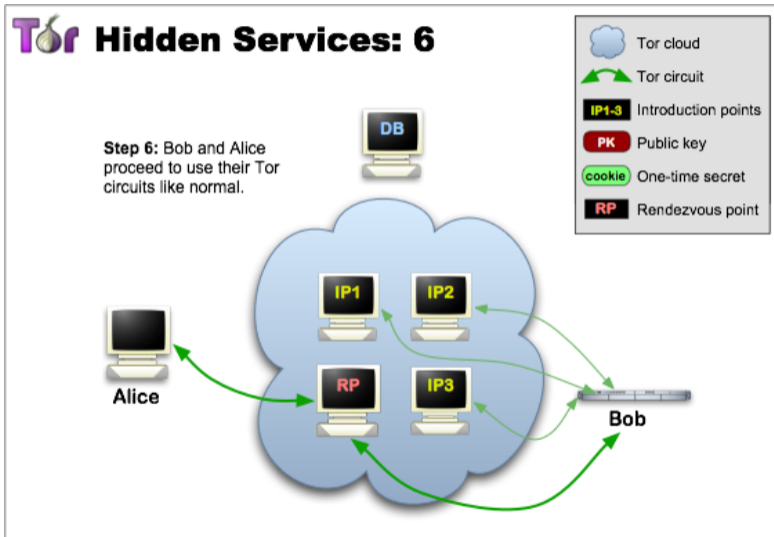 Tor Hidden Services: 6
Step 6: Bob and Alice
proceed to use their Tor
circuits like normal.
DB
Tor cloud
Tor circuit
IP1-3 Introduction points
PK Public key
cookie One-time secret
RP Rendezvous point
IP1 IP2
RP IP3
Alice
Bob